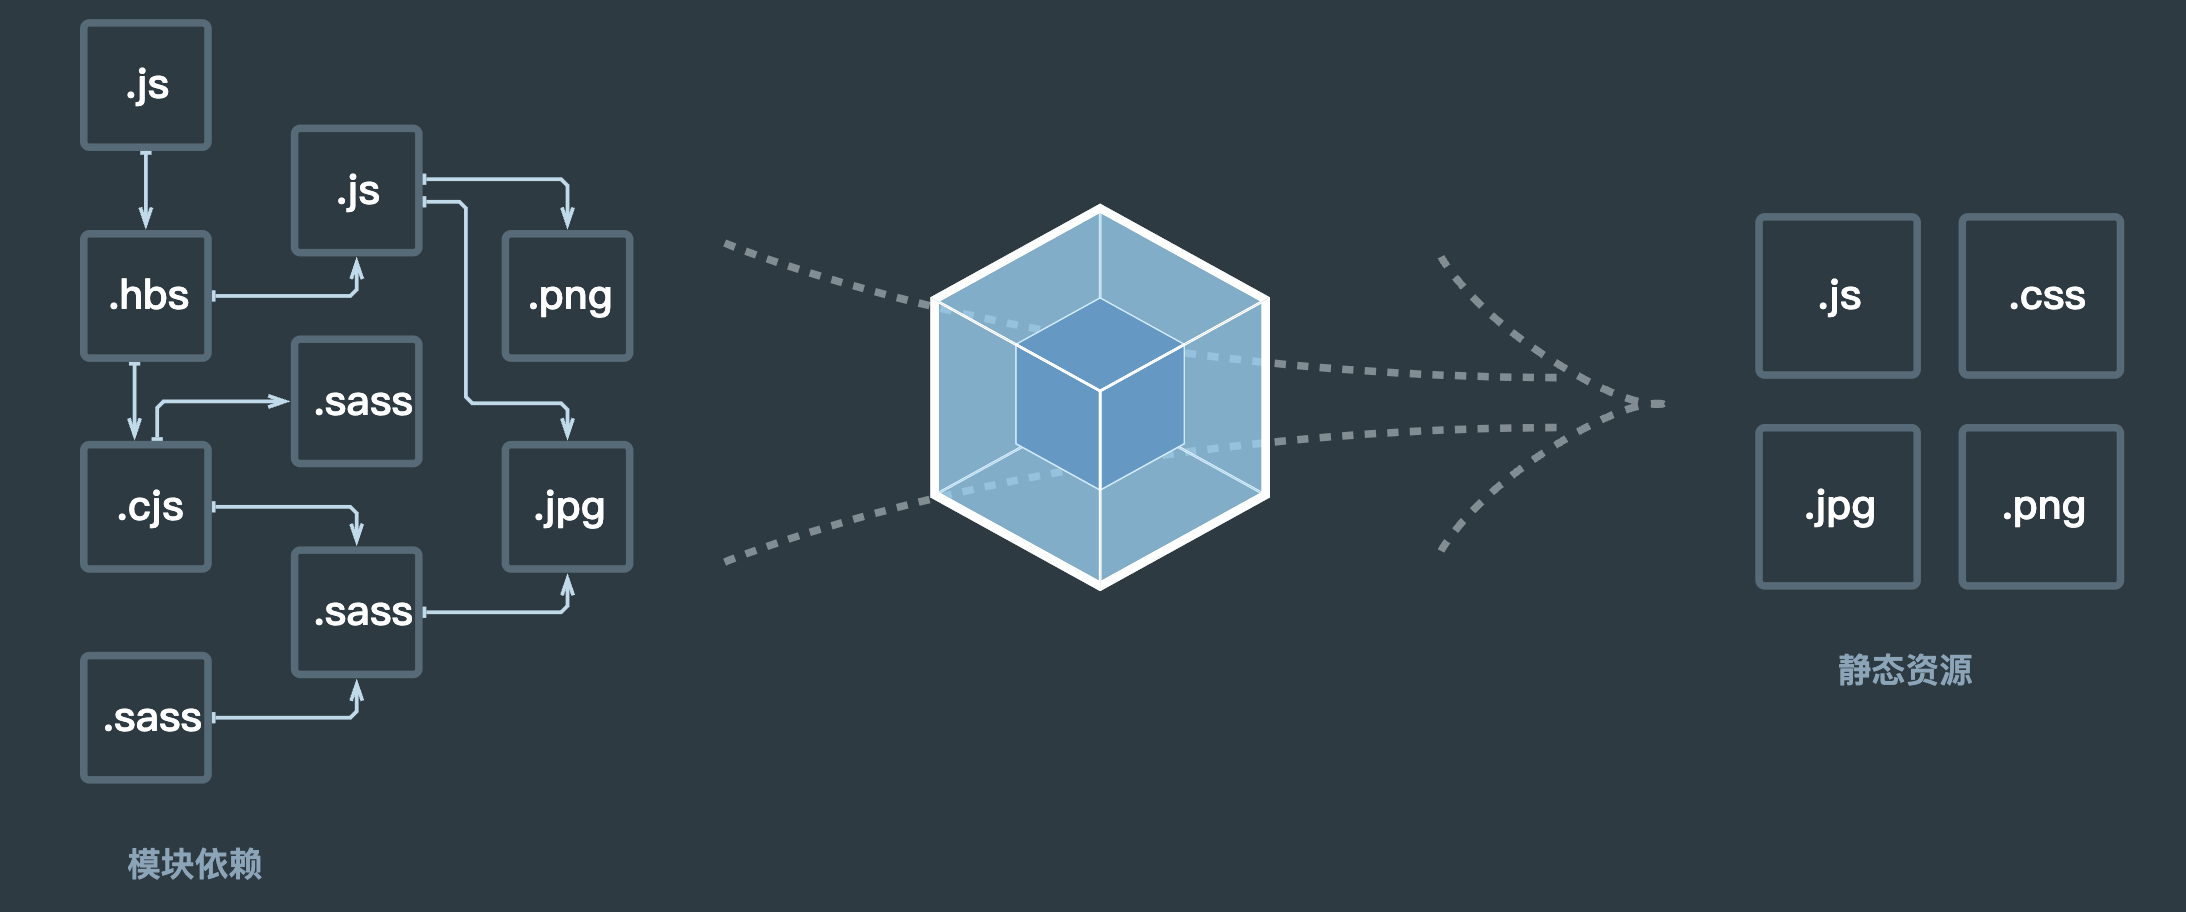 .js
.js
.hbs
.png
.sass
.cjs
.jpg
.sass
.sass
模块依赖
.js
.css
.jpg
.png
静态资源